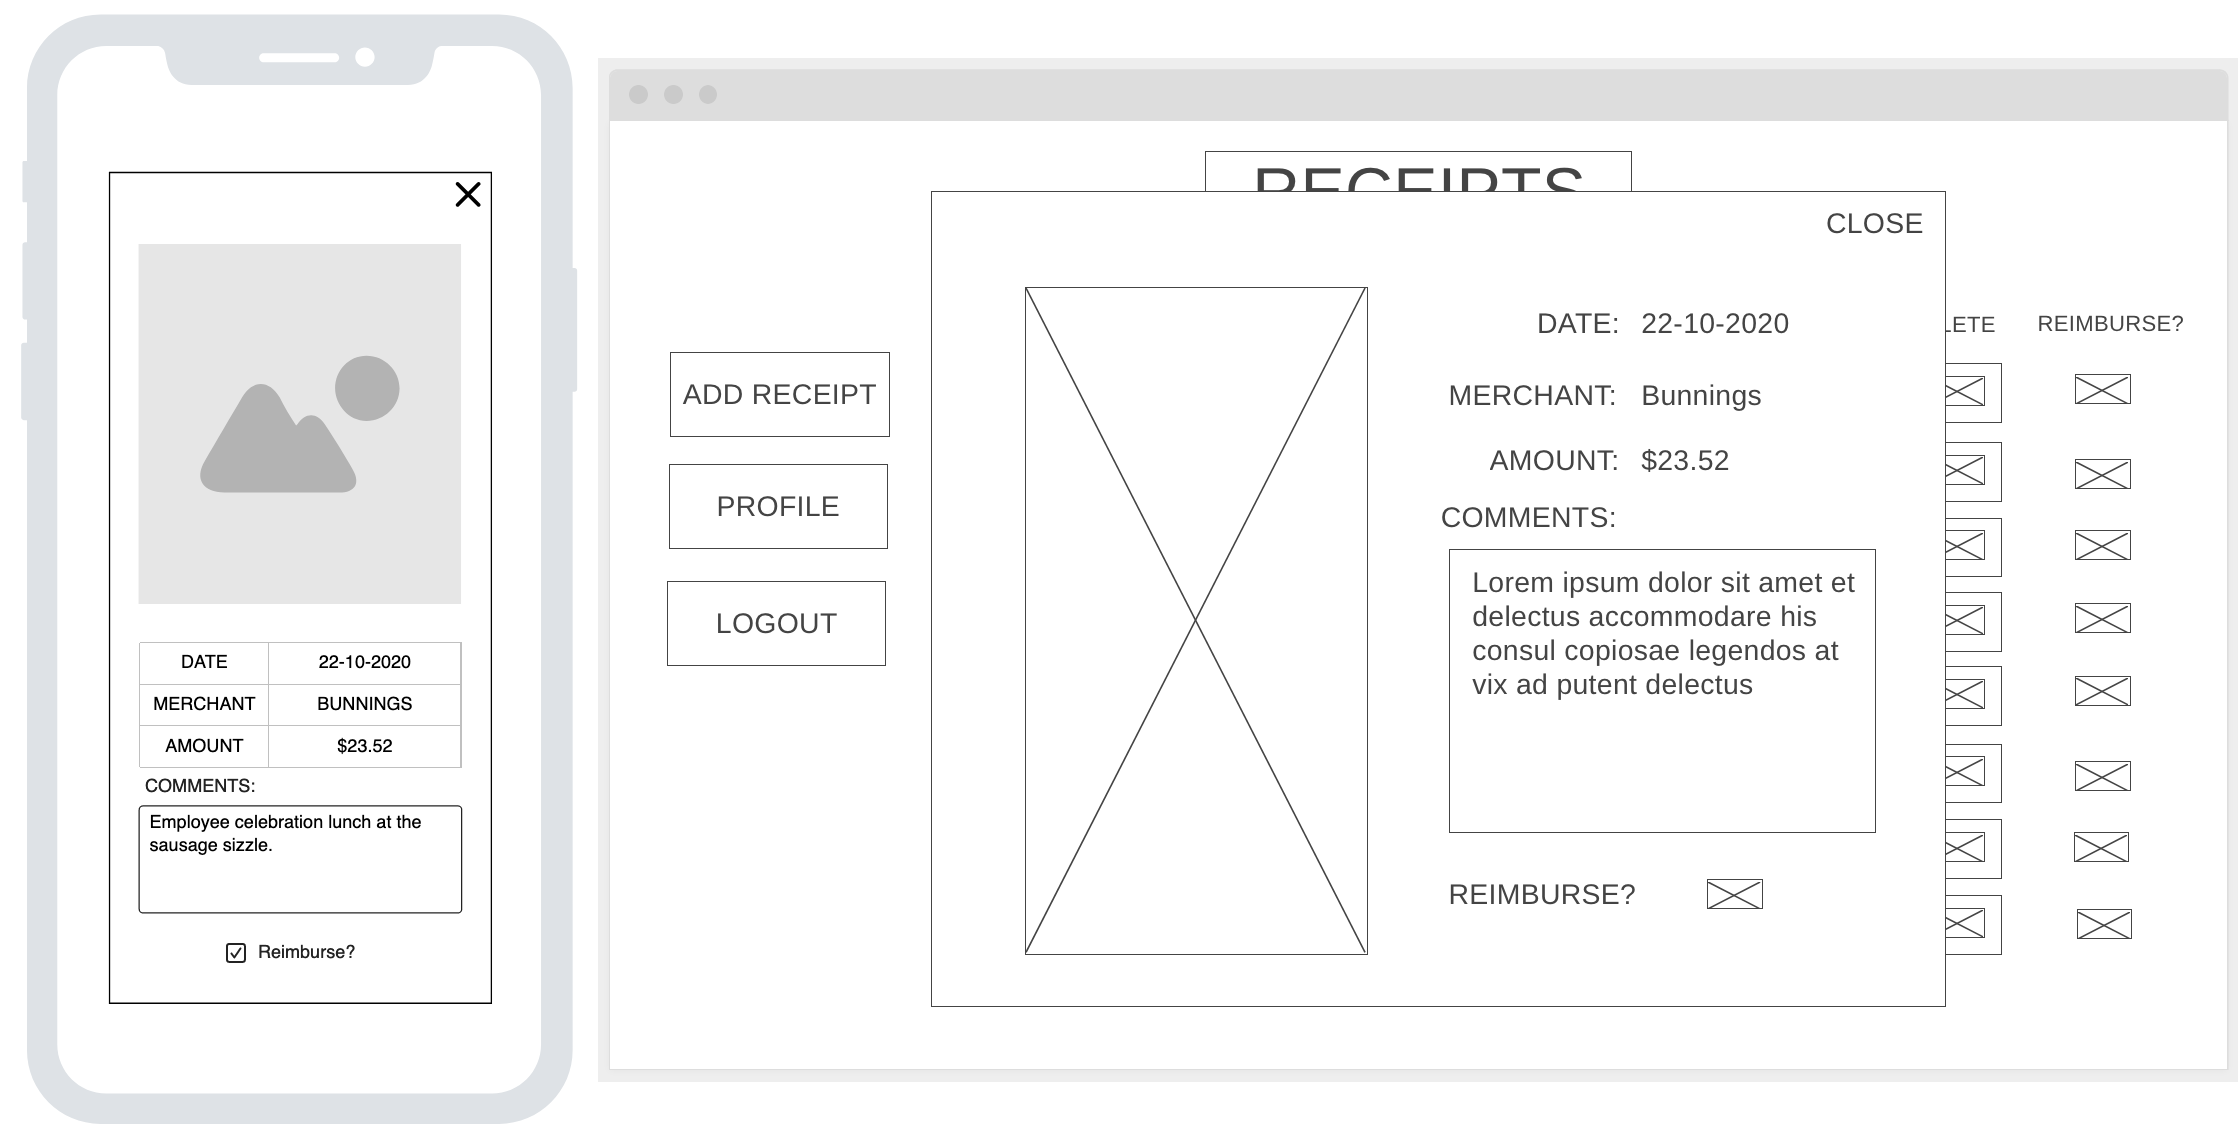 DATE 22-10-2020
MERCHANT BUNNINGS
AMOUNT $23.52
COMMENTS:
Employee celebration lunch at the
sausage sizzle.
Reimburse?
RECEIPTS
ADD RECEIPT
PROFILE
LOGOUT
CLOSE
DATE: 22-10-2020
MERCHANT: Bunnings
AMOUNT: $23.52
COMMENTS:
Lorem ipsum dolor sit amet et
delectus accommodare his
consul copiosae legendos at
vix ad putent delectus
REIMBURSE?
LETE REIMBURSE?